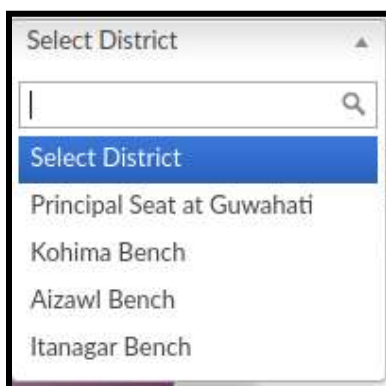 Select District
Select District
Principal Seat at Guwahati
Kohima Bench
Aizawl Bench
Itanagar Bench